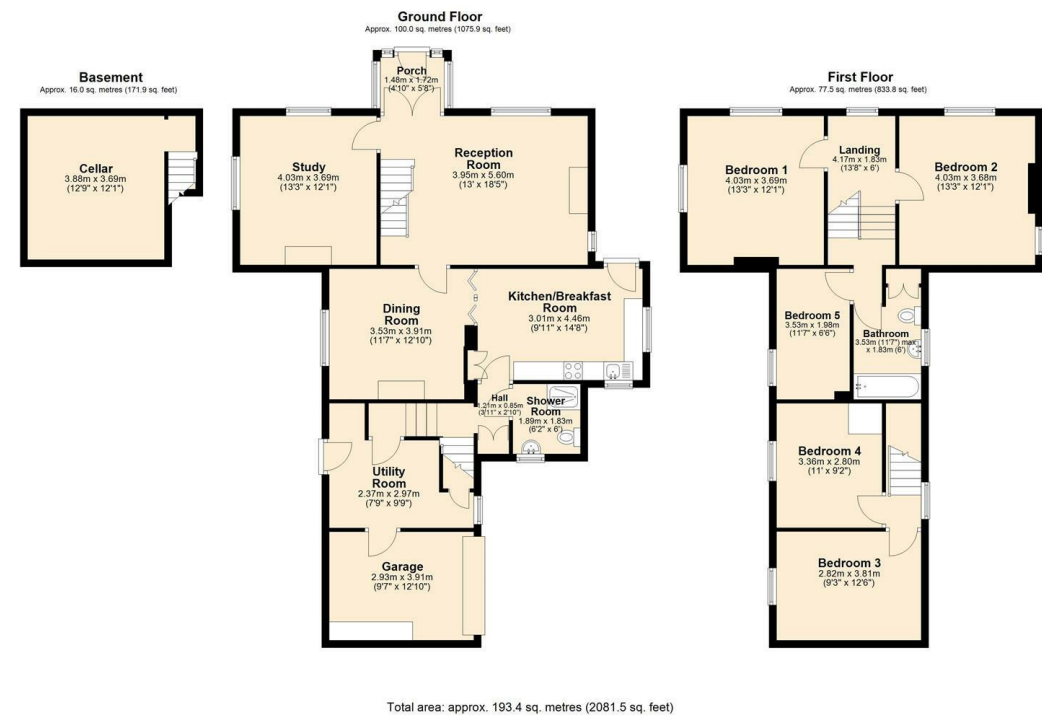 Ground Floor
Approx. 100.0 sq. metres (1075.9 sq. feet)
Porch
1.48m x 1.72m
(4'10" x 5'8")
Basement
Approx. 16.0 sq. metres (171.9 sq. feet)
Cellar
3.88m x 3.69m
(12'9" x 12'1")
Study
4.03m x 3.69m
(13'3" x 12'1")
Reception
Room
3.95m x 5.60m
(13' x 18'5")
Dining
Room
3.53m x 3.91m
(11'7" x 12'10")
Kitchen/Breakfast
Room
3.01m x 4.46m
(9'11" x 14'8")
Hall
1.21m x 0.85m
(3'11" x 2'10")
Shower
Room
1.89m x 1.83m
(6'2" x 6')
Utility
Room
2.37m x 2.97m
(7'9" x 9'9")
Garage
2.93m x 3.91m
(9'7" x 12'10")
First Floor
Approx. 77.5 sq. metres (833.8 sq. feet)
Bedroom 1
4.03m x 3.69m
(13'3" x 12'1")
Landing
4.17m x 1.83m
(13'8" x 6')
Bedroom 2
4.03m x 3.68m
(13'3" x 12'1")
Bedroom 5
3.53m x 1.98m
(11'7" x 6'6")
Bathroom
3.53m (11'7") max
x 1.83m (6')
Bedroom 4
3.36m x 2.80m
(11' x 9'2")
Bedroom 3
2.82m x 3.81m
(9'3" x 12'6")
Total area: approx. 193.4 sq. metres (2081.5 sq. feet)